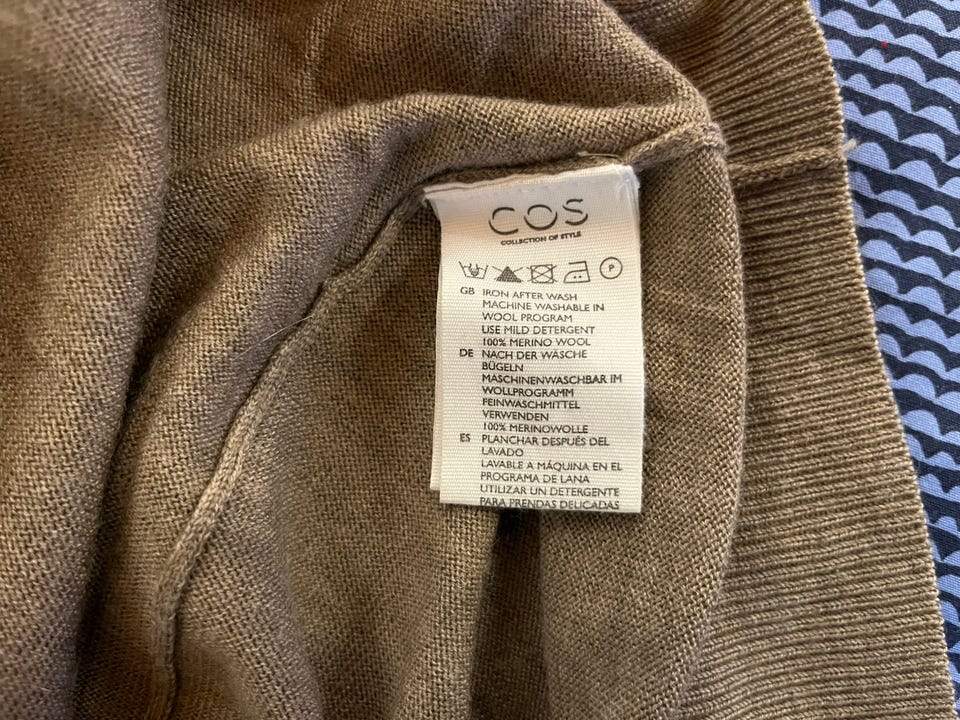 COS
COLLECTION OF STYLE
P
GB IRON AFTER WASH
MACHINE WASHABLE IN
WOOL PROGRAM
USE MILD DETERGENT
100% MERINO WOOL
DE NACH DER WÄSCHE
BÜGELN
MASCHINENWASCHBAR IM
WOLLPROGRAMM
FEINWASCHMITTEL
VERWENDEN
100% MERINOWOLLE
ES PLANCHAR DESPUÉS DEL
LAVADO
LAVABLE A MÁQUINA EN EL
PROGRAMA DE LANA
UTILIZAR UN DETERGENTE
PARA PRENDAS DELICADAS